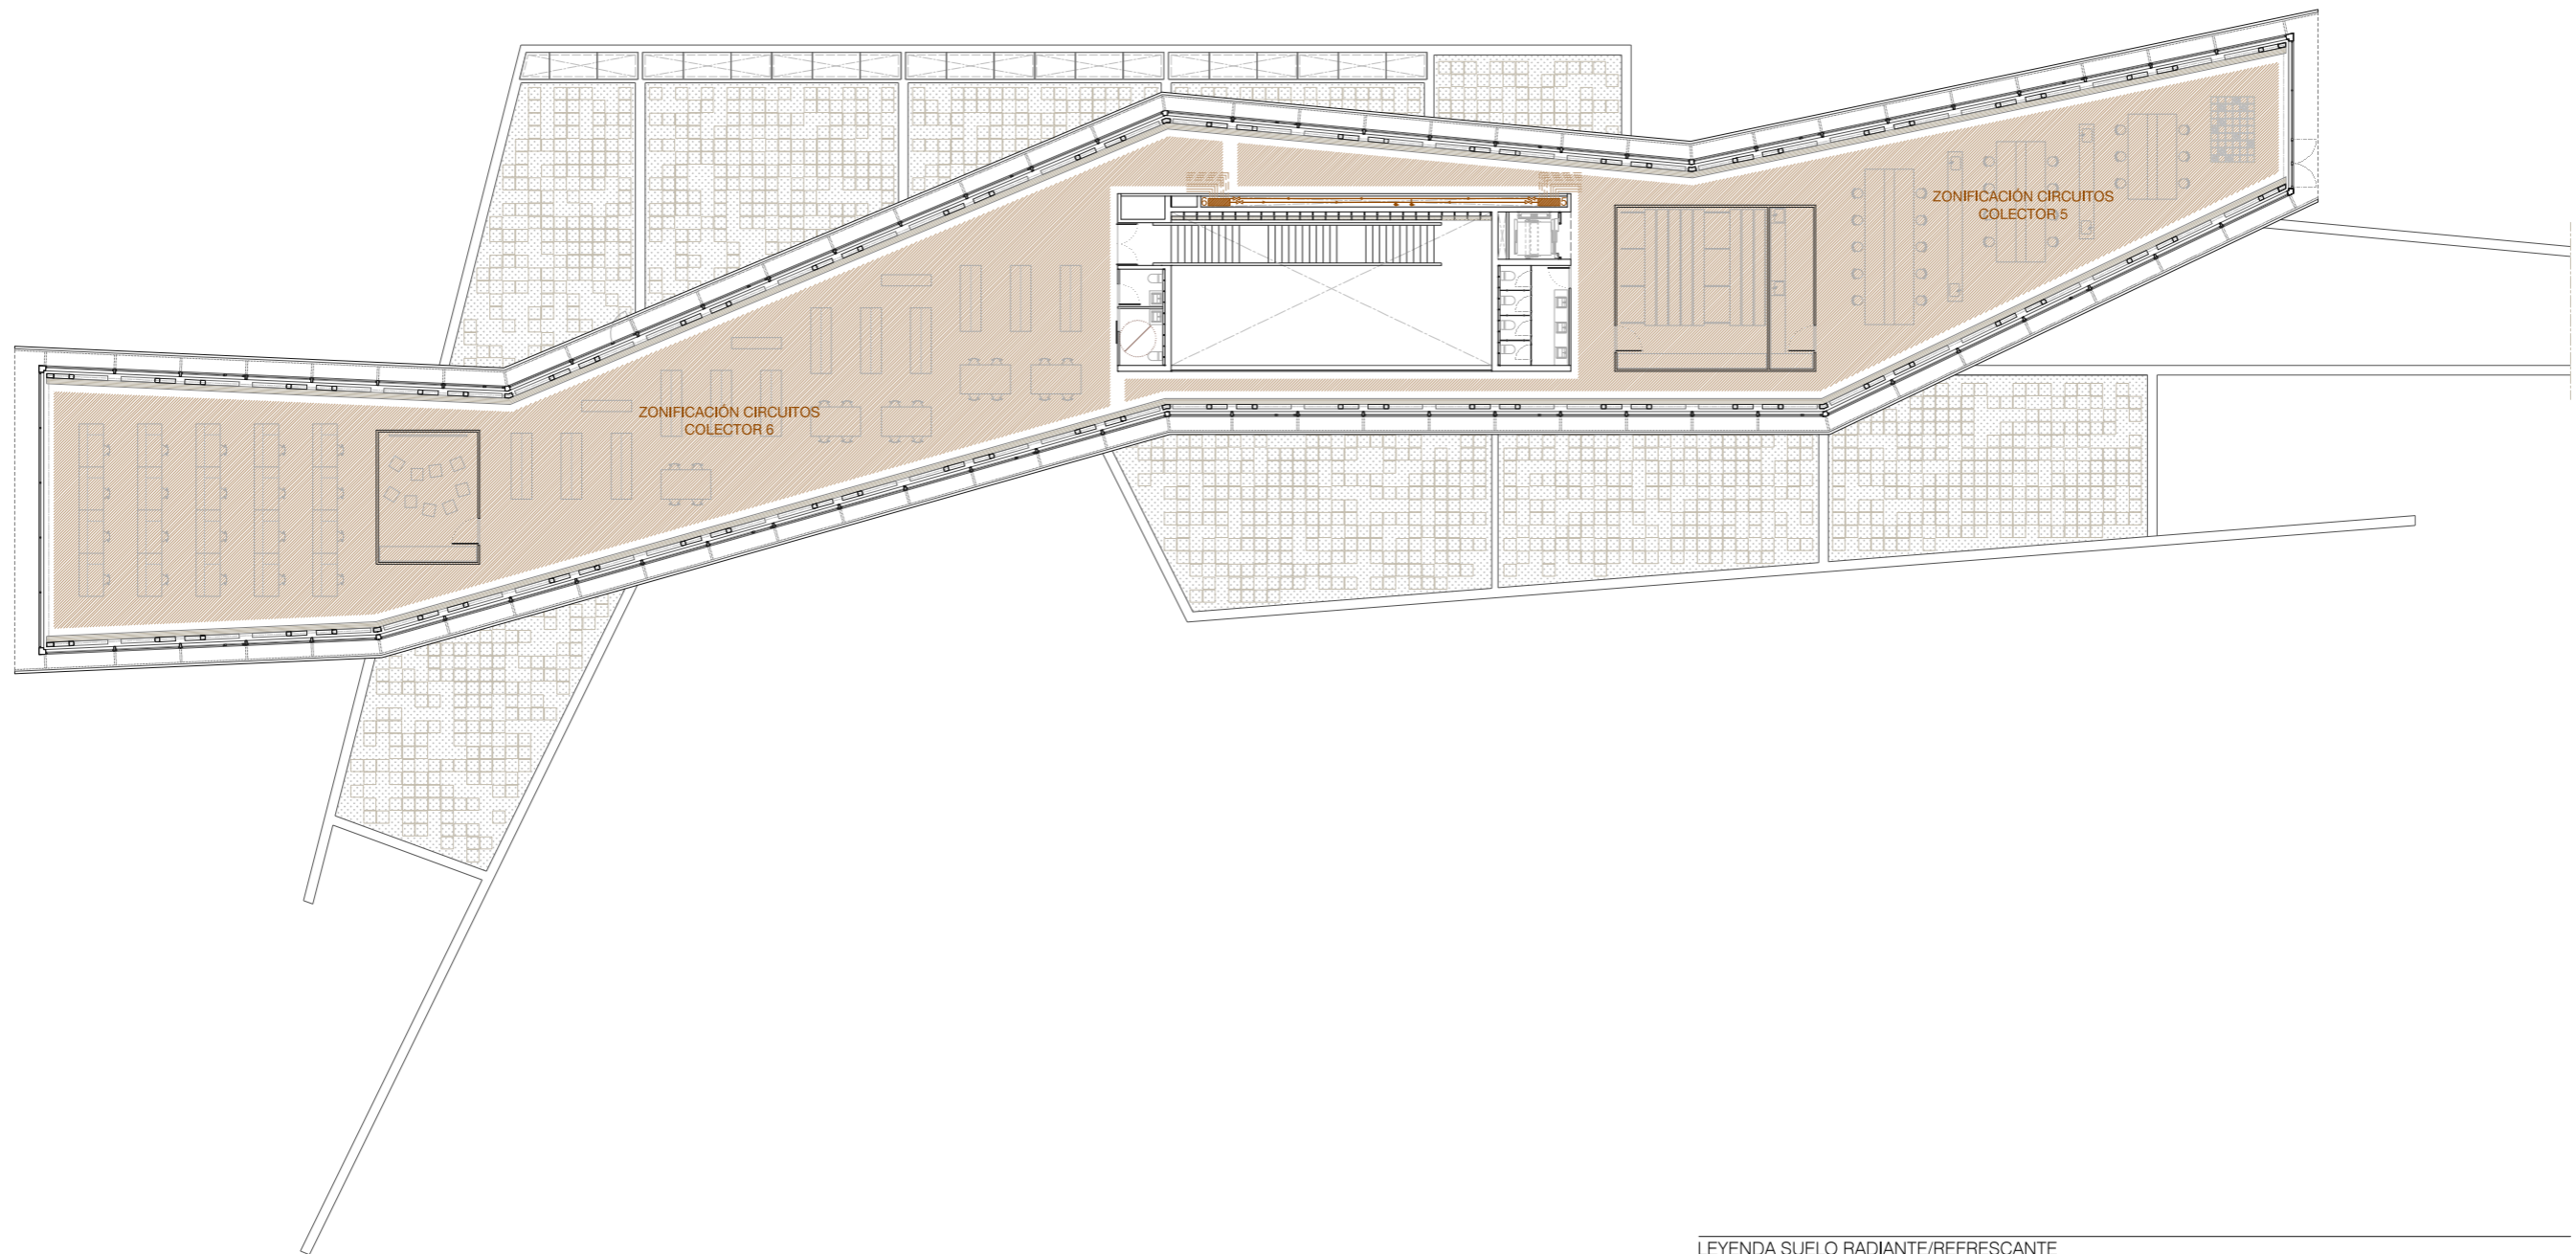 ZONIFICACIÓN CIRCUITOS
COLECTOR 5
ZONIFICACIÓN CIRCUITOS
COLECTOR 6
LEYENDA SUELO RADIANTE/REFRESCANTE